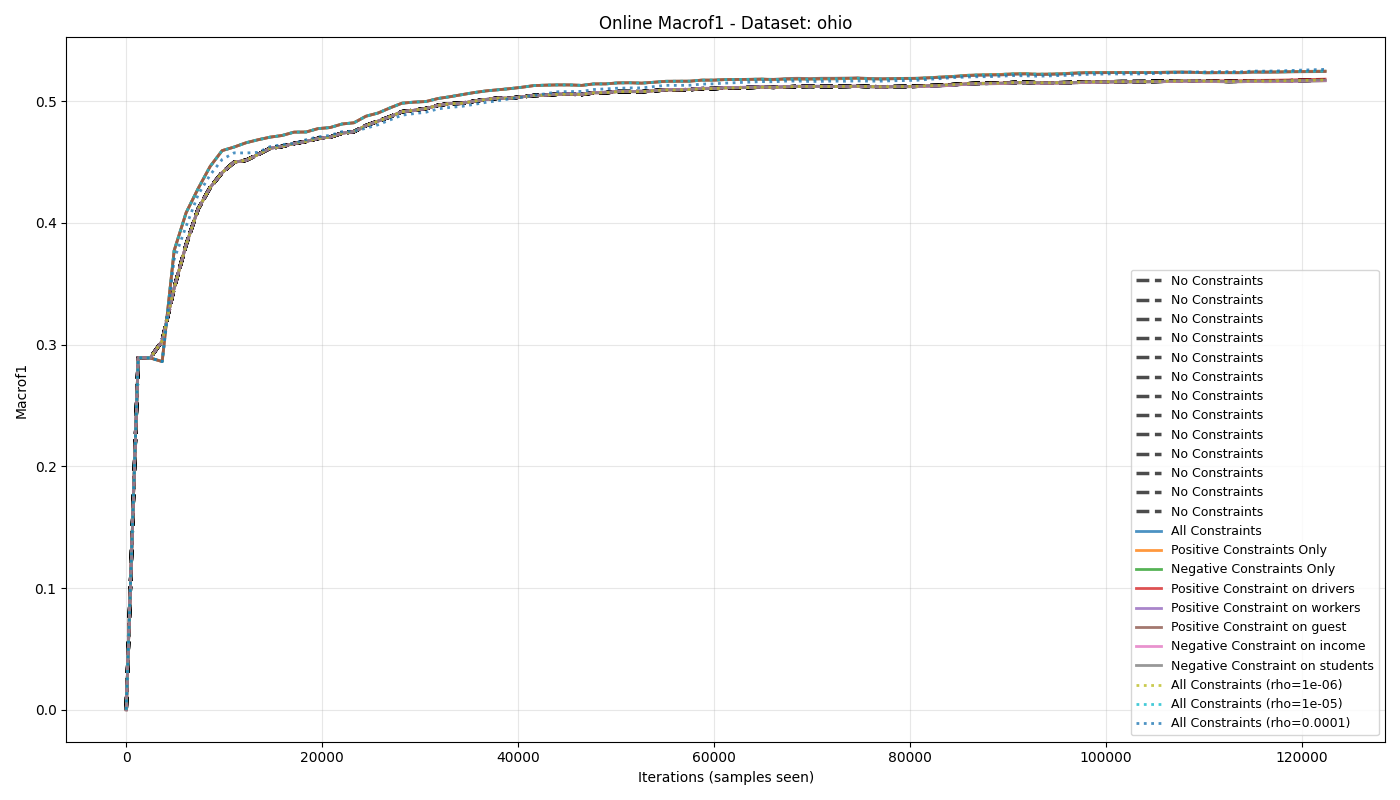 Online Macrof1 - Dataset: ohio
Macrof1
0.5
0.4
0.3
0.2
0.1
0.0
No Constraints
No Constraints
No Constraints
No Constraints
No Constraints
No Constraints
No Constraints
No Constraints
No Constraints
No Constraints
No Constraints
No Constraints
No Constraints
All Constraints
Positive Constraints Only
Negative Constraints Only
Positive Constraint on drivers
Positive Constraint on workers
Positive Constraint on guest
Negative Constraint on income
Negative Constraint on students
All Constraints (rho=1e-06)
All Constraints (rho=1e-05)
All Constraints (rho=0.0001)
0 20000 40000 60000 80000 100000 120000
Iterations (samples seen)